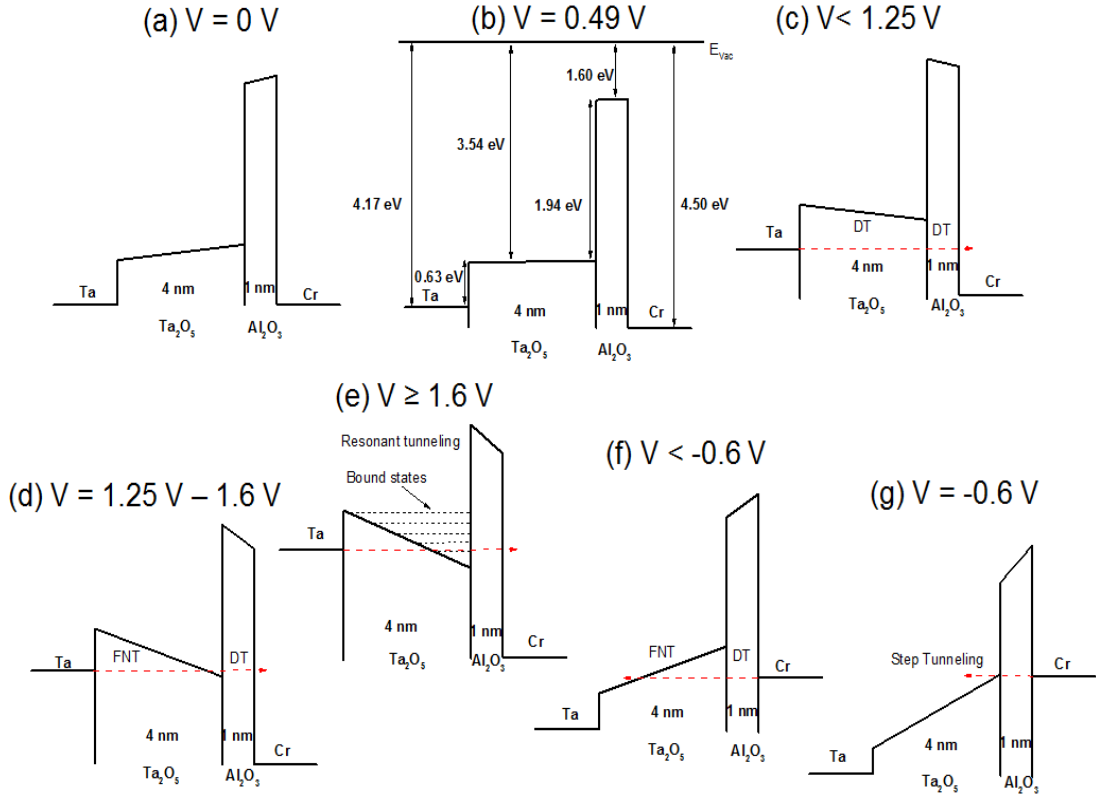 (a) V = 0 V
Ta
4 nm
1 nm
Cr
Ta₂O₅
Al₂O₃
(b) V = 0.49 V
E_Vac
1.60 eV
3.54 eV
4.17 eV
1.94 eV
4.50 eV
0.63 eV
Ta
4 nm
1 nm
Cr
Ta₂O₅
Al₂O₃
(c) V< 1.25 V
Ta
DT
DT
4 nm
1 nm
Cr
Ta₂O₅
Al₂O₃
(d) V = 1.25 V – 1.6 V
Ta
FNT
DT
4 nm
1 nm
Cr
Ta₂O₅
Al₂O₃
(e) V ≥ 1.6 V
Resonant tunneling
Bound states
Ta
4 nm
1 nm
Cr
Ta₂O₅
Al₂O₃
(f) V < -0.6 V
FNT
DT
Cr
Ta
4 nm
1 nm
Ta₂O₅
Al₂O₃
(g) V = -0.6 V
Step Tunneling
Cr
Ta
4 nm
1 nm
Ta₂O₅
Al₂O₃